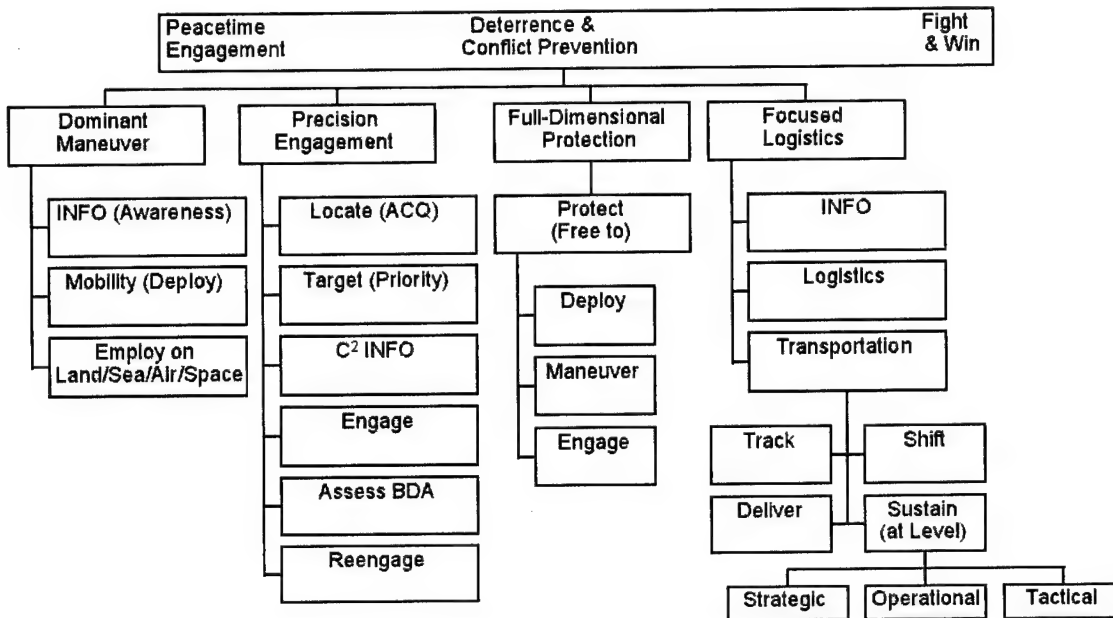 Peacetime
Engagement
Deterrence &
Conflict Prevention
Fight
& Win
Dominant
Maneuver
Precision
Engagement
Full-Dimensional
Protection
Focused
Logistics
INFO (Awareness)
Mobility (Deploy)
Employ on
Land/Sea/Air/Space
Locate (ACQ)
Target (Priority)
C² INFO
Engage
Assess BDA
Reengage
Protect
(Free to)
Deploy
Maneuver
Engage
INFO
Logistics
Transportation
Track
Shift
Deliver
Sustain
(at Level)
Strategic
Operational
Tactical